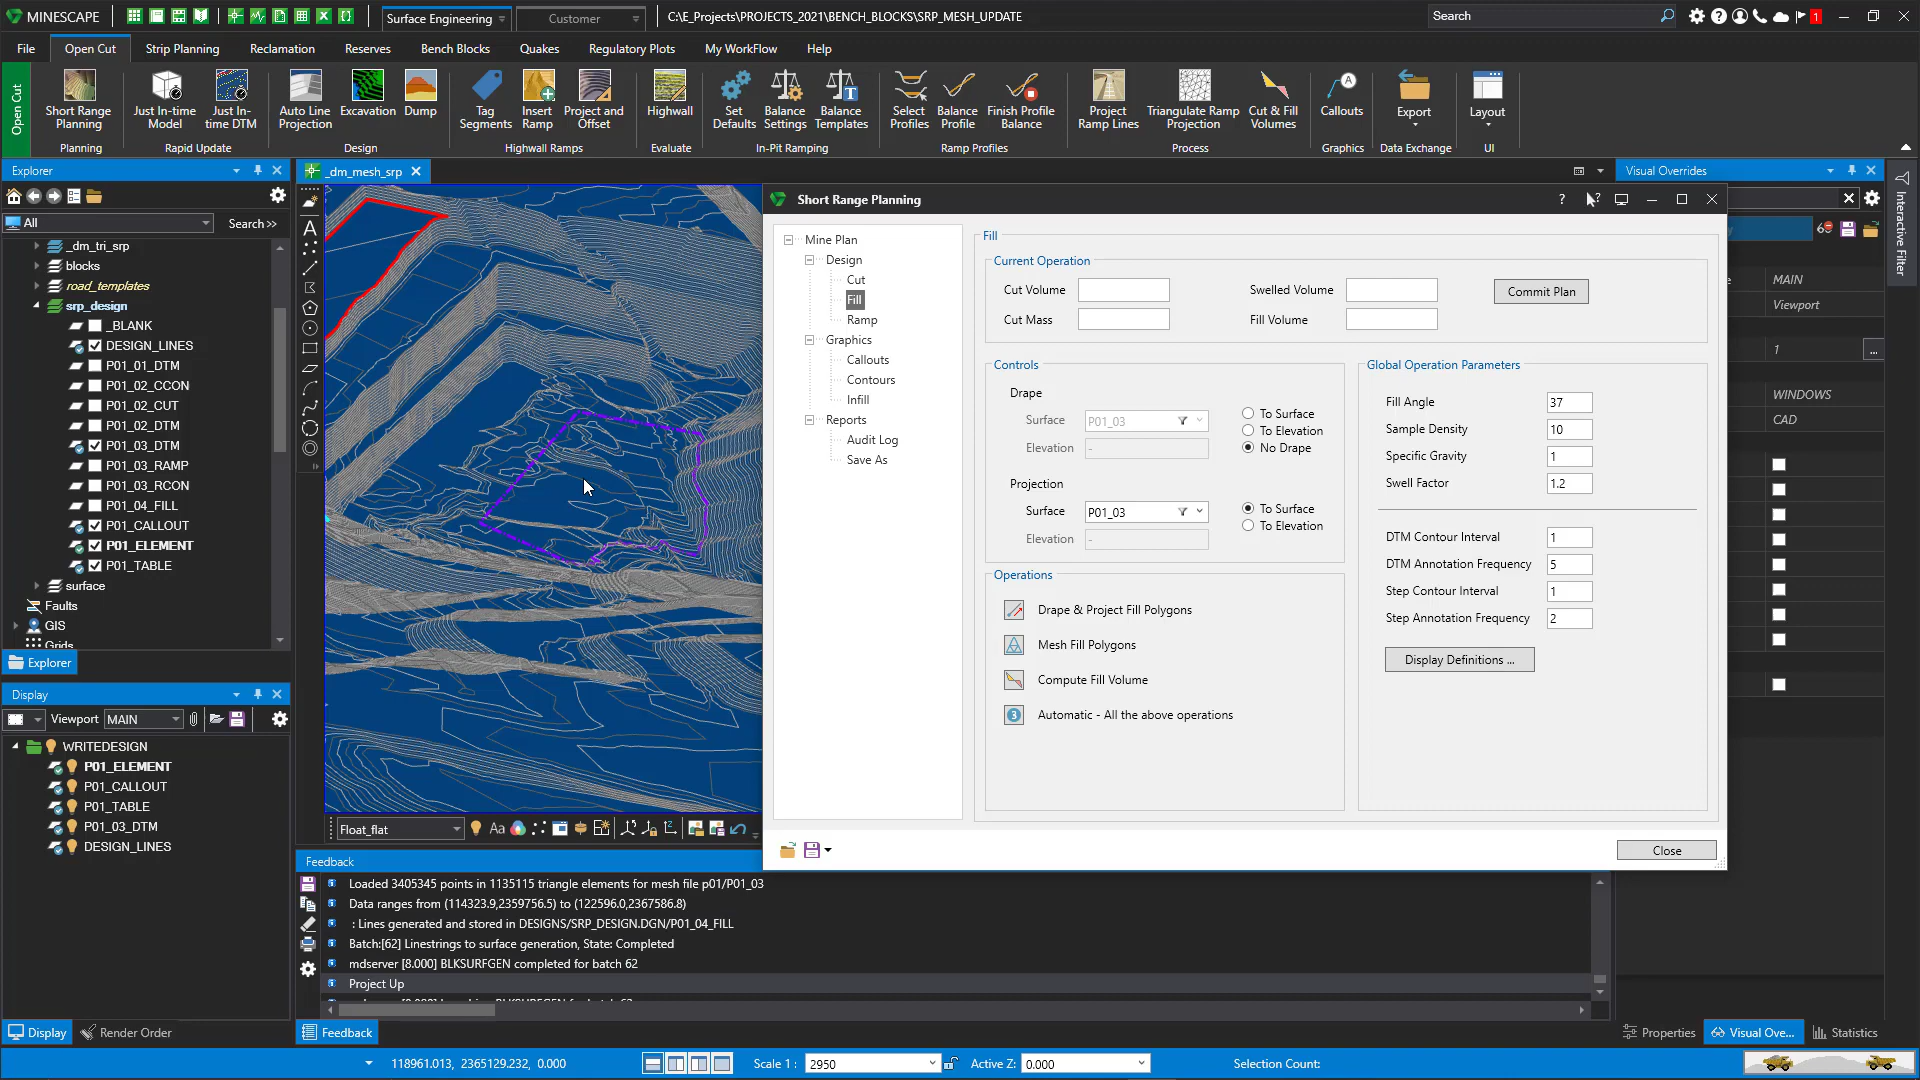 MINESCAPE
Surface Engineering
Customer
C:\E_Projects\PROJECTS_2021\BENCH_BLOCKS\SRP_MESH_UPDATE
Search
1
File
Open Cut
Strip Planning
Reclamation
Reserves
Bench Blocks
Quakes
Regulatory Plots
My WorkFlow
Help
Open Cut
Short Range Planning
Just In-time Model
Just In-time DTM
Auto Line Projection
Excavation
Dump
Tag Segments
Insert Ramp
Project and Offset
Highwall
Set Defaults
Balance Settings
Balance Templates
Select Profiles
Balance Profile
Finish Profile Balance
Project Ramp Lines
Triangulate Ramp Projection
Cut & Fill Volumes
Callouts
Export
Layout
Planning
Rapid Update
Design
Highwall Ramps
Evaluate
In-Pit Ramping
Ramp Profiles
Process
Graphics
Data Exchange
UI
Explorer
All
Search>>
_dm_tri_srp
blocks
road_templates
srp_design
_BLANK
DESIGN_LINES
P01_01_DTM
P01_02_CCON
P01_02_CUT
P01_02_DTM
P01_03_DTM
P01_03_RAMP
P01_03_RCON
P01_04_FILL
P01_CALLOUT
P01_ELEMENT
P01_TABLE
surface
Faults
GIS
Grids
Explorer
Display
Viewport
MAIN
WRITEDESIGN
P01_ELEMENT
P01_CALLOUT
P01_TABLE
P01_03_DTM
DESIGN_LINES
Display
Render Order
_dm_mesh_srp
Float_flat
Short Range Planning
Mine Plan
Design
Cut
Fill
Ramp
Graphics
Callouts
Contours
Infill
Reports
Audit Log
Save As
Fill
Current Operation
Cut Volume
Swelled Volume
Commit Plan
Cut Mass
Fill Volume
Controls
Drape
Surface
P01_03
To Surface
To Elevation
Elevation
-
No Drape
Projection
Surface
P01_03
To Surface
To Elevation
Elevation
-
Operations
Drape & Project Fill Polygons
Mesh Fill Polygons
Compute Fill Volume
Automatic - All the above operations
Global Operation Parameters
Fill Angle
37
Sample Density
10
Specific Gravity
1
Swell Factor
1.2
DTM Contour Interval
1
DTM Annotation Frequency
5
Step Contour Interval
1
Step Annotation Frequency
2
Display Definitions ...
Close
Visual Overrides
MAIN
Viewport
1
...
WINDOWS
CAD
Interactive Filter
Feedback
Loaded 3405345 points in 1135115 triangle elements for mesh file p01/P01_03
Data ranges from (114323.9,2359756.5) to (122596.0,2367586.8)
: Lines generated and stored in DESIGNS/SRP_DESIGN.DGN/P01_04_FILL
Batch:[62] Linestrings to surface generation, State: Completed
mdserver [8.000] BLKSURFGEN completed for batch 62
Project Up
Feedback
Properties
Visual Ove...
Statistics
118961.013, 2365129.232, 0.000
Scale 1 :
2950
Active Z:
0.000
Selection Count: